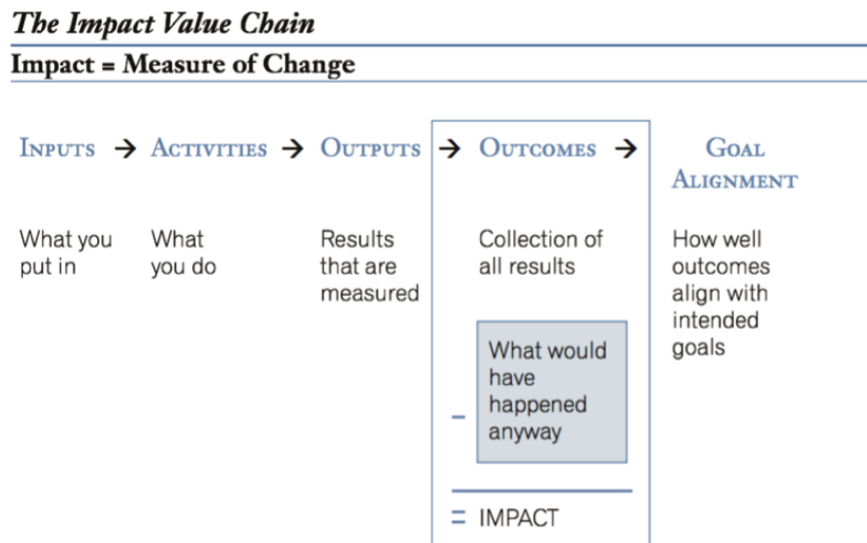 The Impact Value Chain
Impact = Measure of Change
INPUTS → ACTIVITIES → OUTPUTS → OUTCOMES → GOAL
ALIGNMENT
What you
put in
What
you do
Results
that are
measured
Collection of
all results
How well
outcomes
align with
intended
goals
– What would
have
happened
anyway
= IMPACT